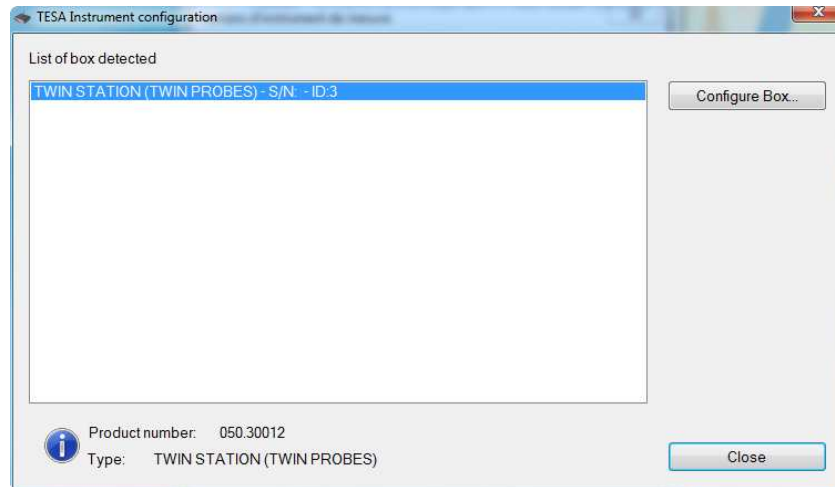 TESA Instrument configuration
List of box detected
TWIN STATION (TWIN PROBES) - S/N: - ID:3
Configure Box...
Product number: 050.30012
Type: TWIN STATION (TWIN PROBES)
Close